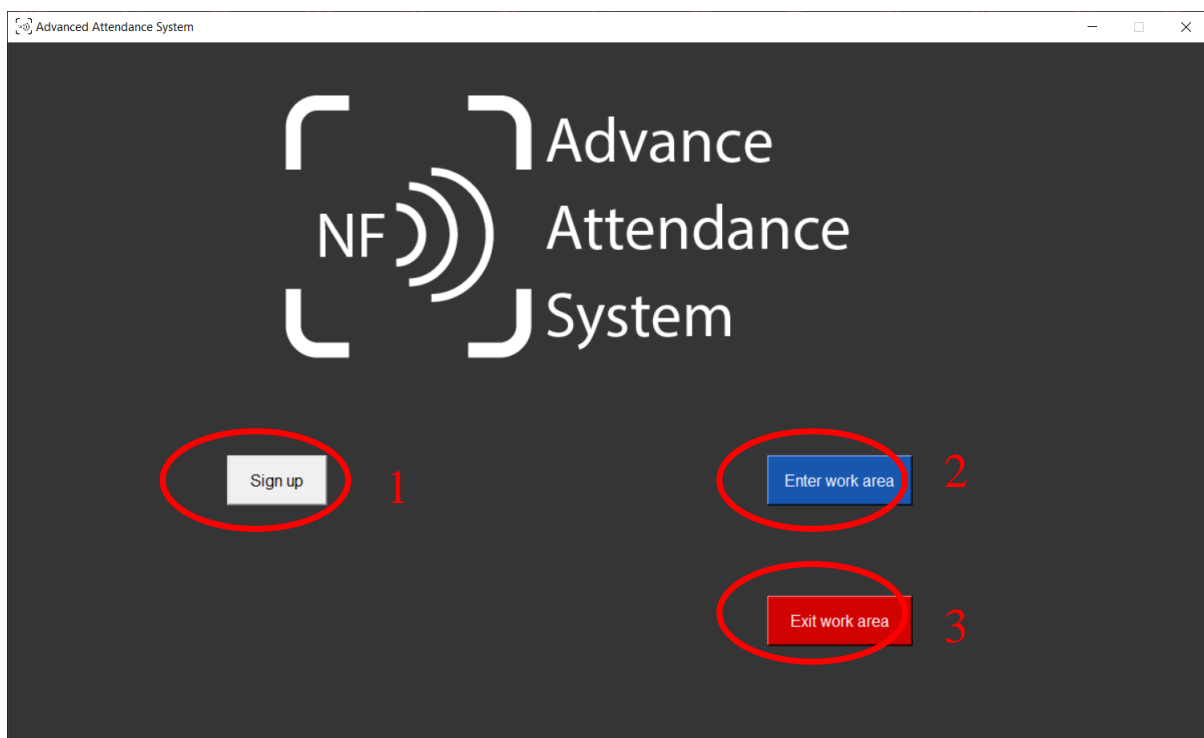 Advanced Attendance System
Advance
NF
Attendance
System
Sign up
1
Enter work area
2
Exit work area
3